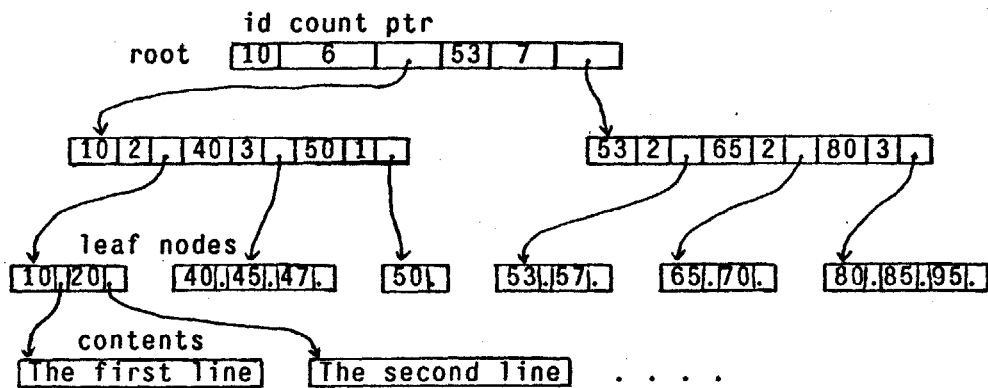 id count ptr
root 10 6 . 53 7 .
10 2 . 40 3 . 50 1 . 53 2 . 65 2 . 80 3 .
leaf nodes
10 . 20 . 40 . 45 . 47 . 50 . 53 . 57 . 65 . 70 . 80 . 85 . 95 .
contents
The first line The second line . . . .